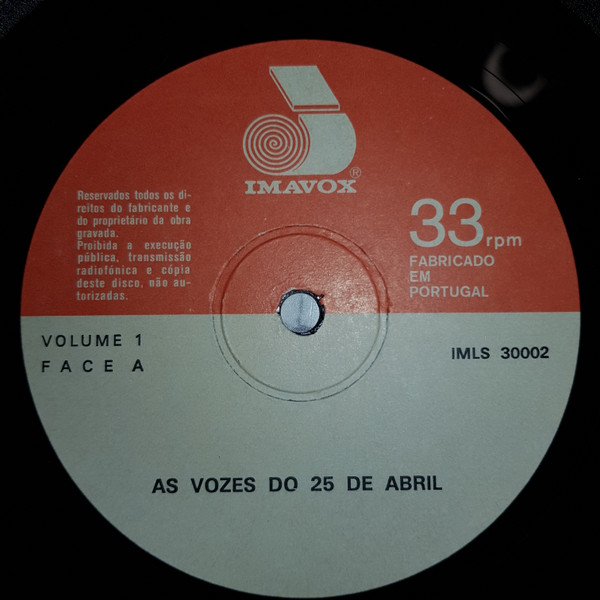 IMAVOX ®
Reservados todos os di-
reitos do fabricante e
do proprietário da obra
gravada.
Proibida a execução
pública, transmissão
radiofónica e cópia
deste disco, não au-
torizadas.
33 rpm
FABRICADO
EM
PORTUGAL
VOLUME 1
FACE A
IMLS 30002
AS VOZES DO 25 DE ABRIL